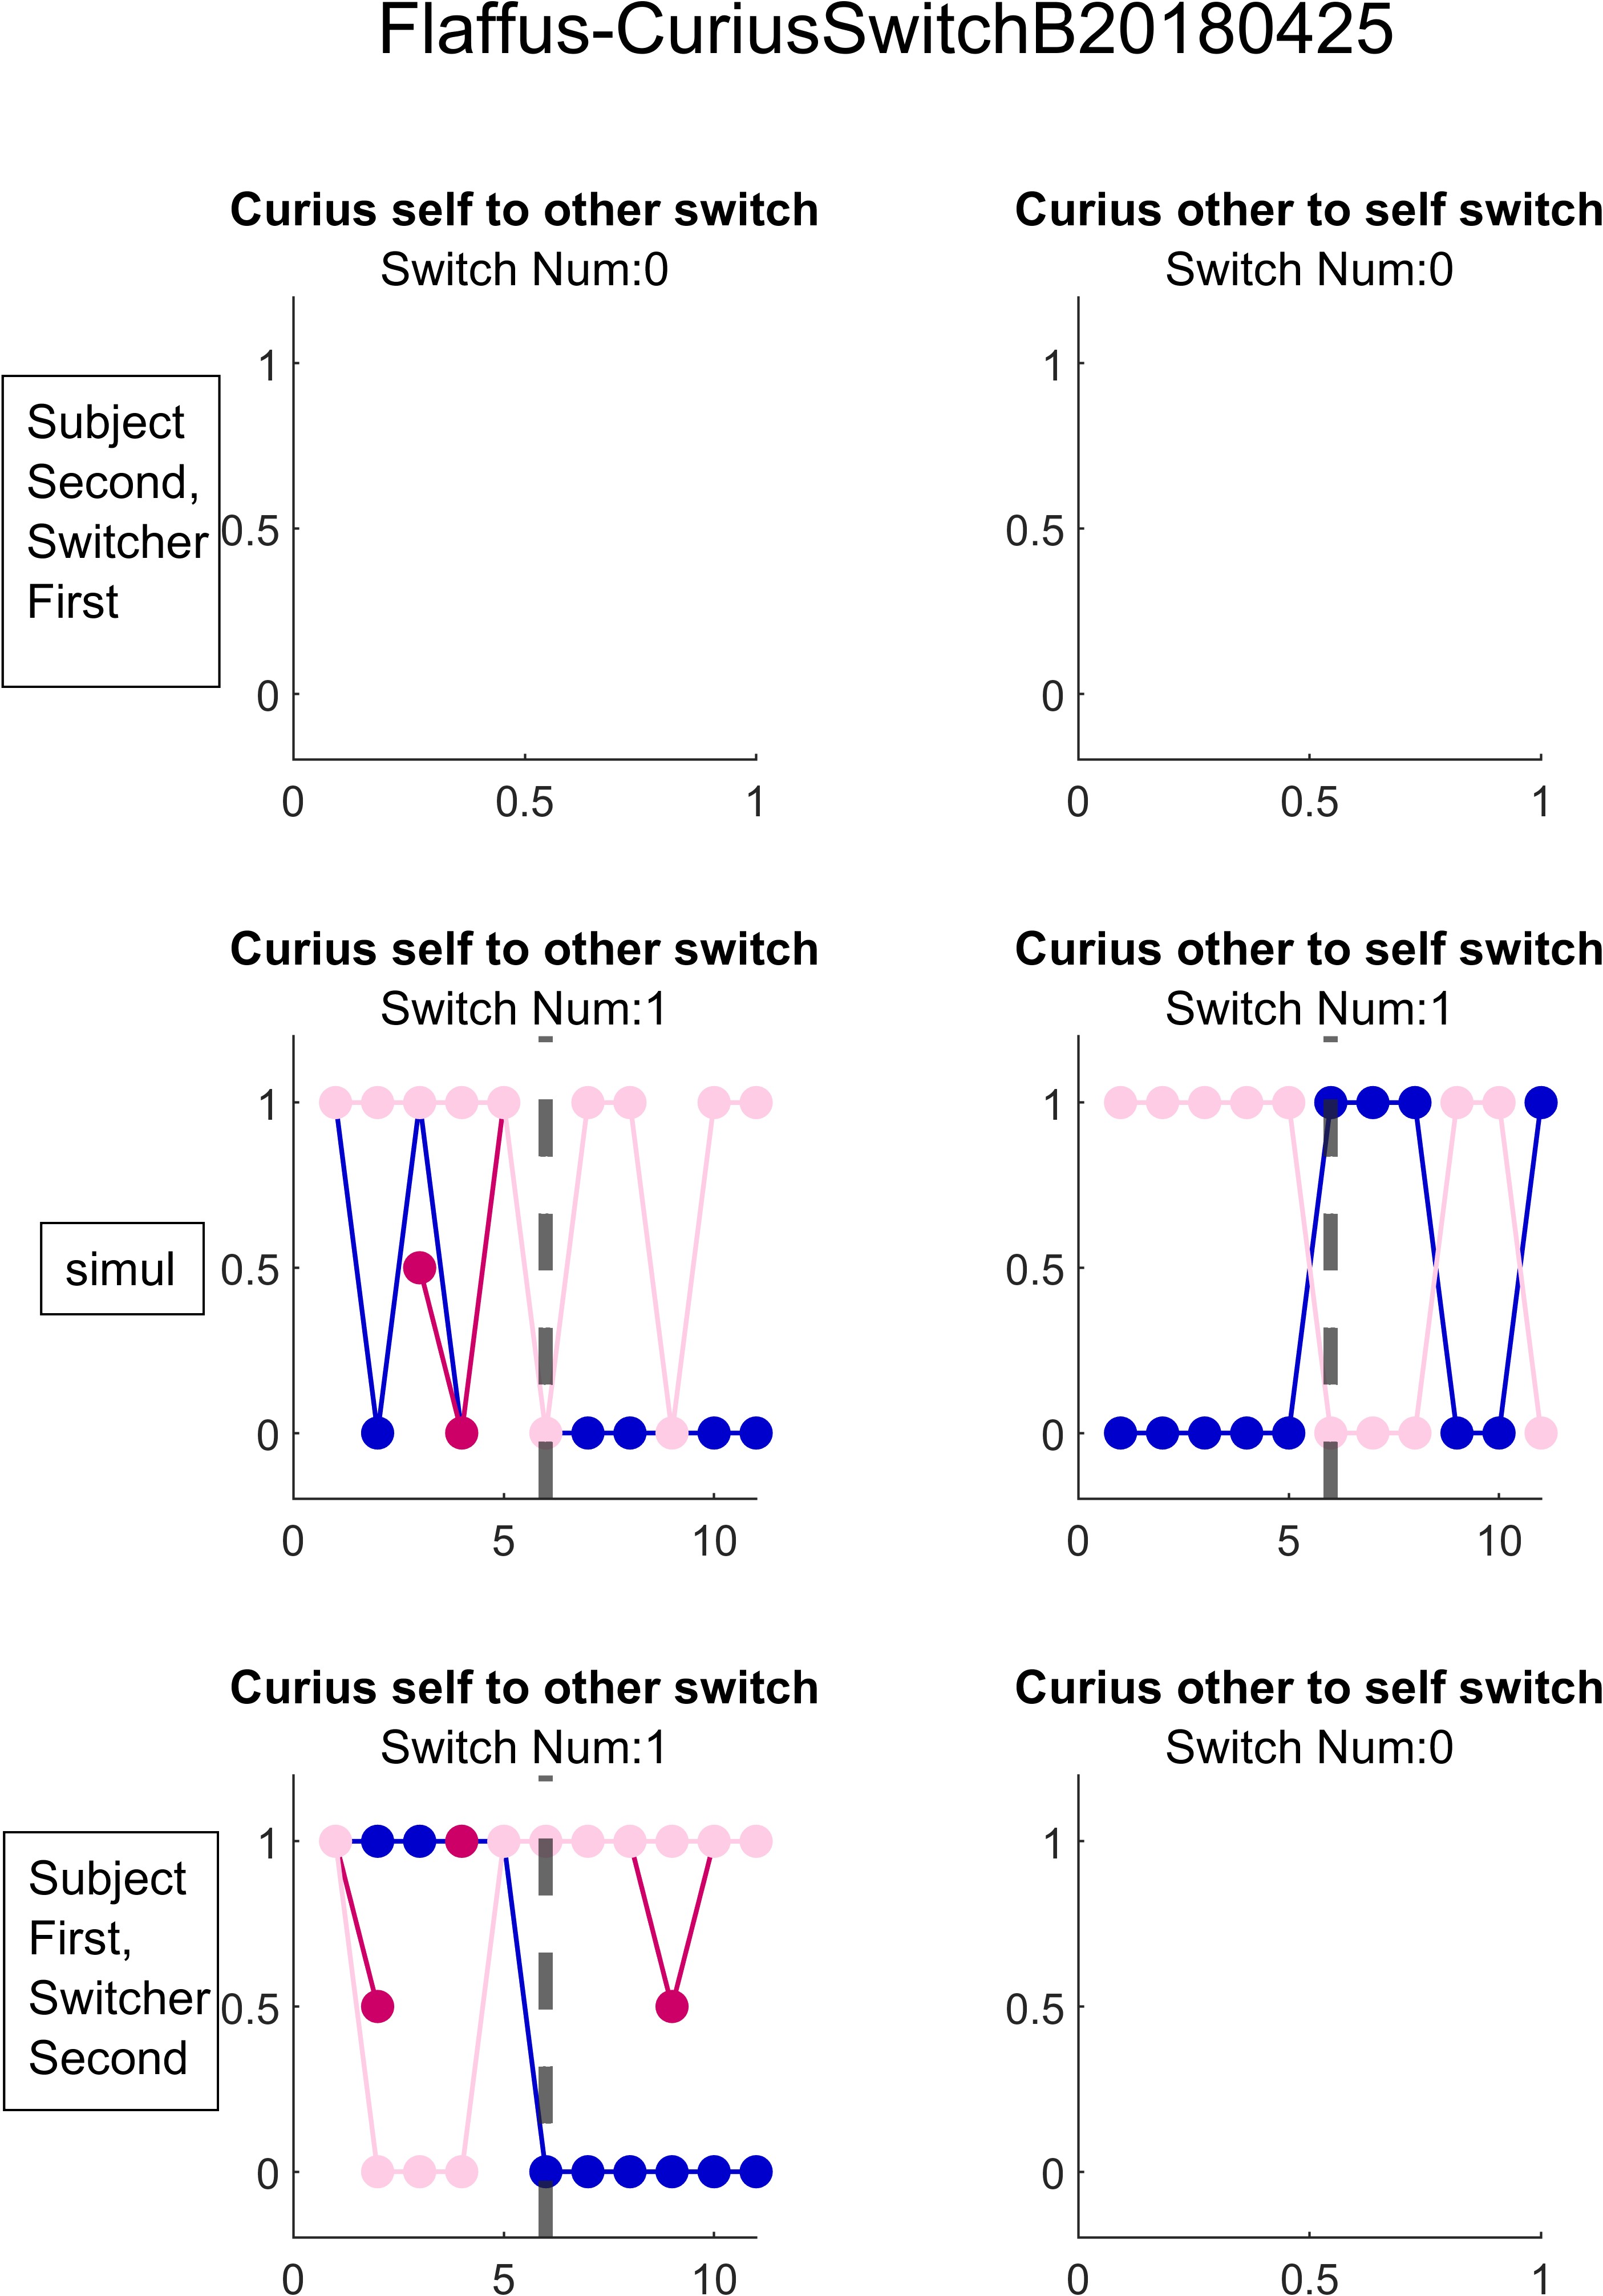 Flaffus-CuriusSwitchB20180425
Curius self to other switch
Switch Num:0
Curius other to self switch
Switch Num:0
Subject
Second,
Switcher
First
1
0.5
0
0
0.5
1
1
0.5
0
0
0.5
1
Curius self to other switch
Switch Num:1
Curius other to self switch
Switch Num:1
simul
1
0.5
0
0
5
10
1
0.5
0
0
5
10
Curius self to other switch
Switch Num:1
Curius other to self switch
Switch Num:0
Subject
First,
Switcher
Second
1
0.5
0
0
5
10
1
0.5
0
0
0.5
1